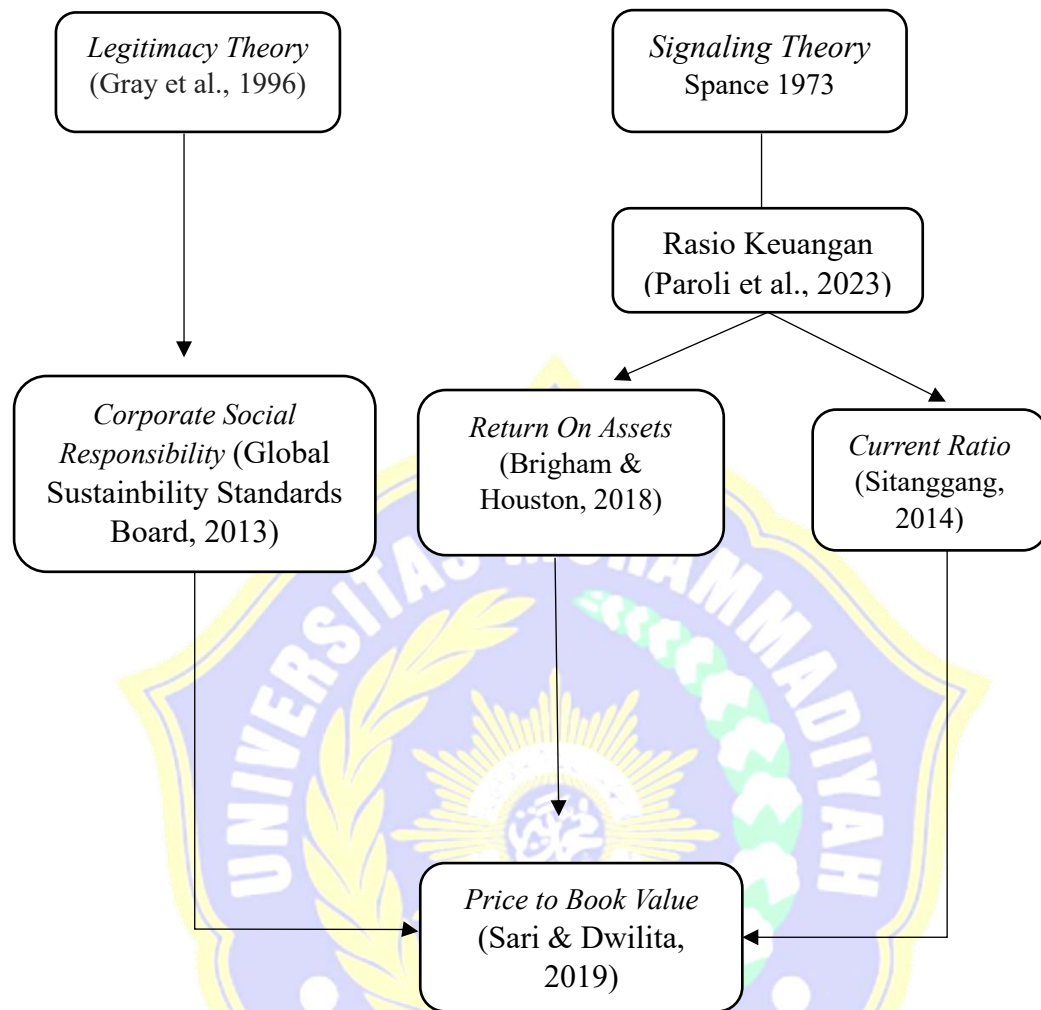 Legitimacy Theory
(Gray et al., 1996)
Signaling Theory
Spance 1973
Rasio Keuangan
(Paroli et al., 2023)
Corporate Social
Responsibility (Global
Sustainbility Standards
Board, 2013)
Return On Assets
(Brigham &
Houston, 2018)
Current Ratio
(Sitanggang,
2014)
UNIVERSITAS MUHAMMADIYAH
Price to Book Value
(Sari & Dwilita,
2019)